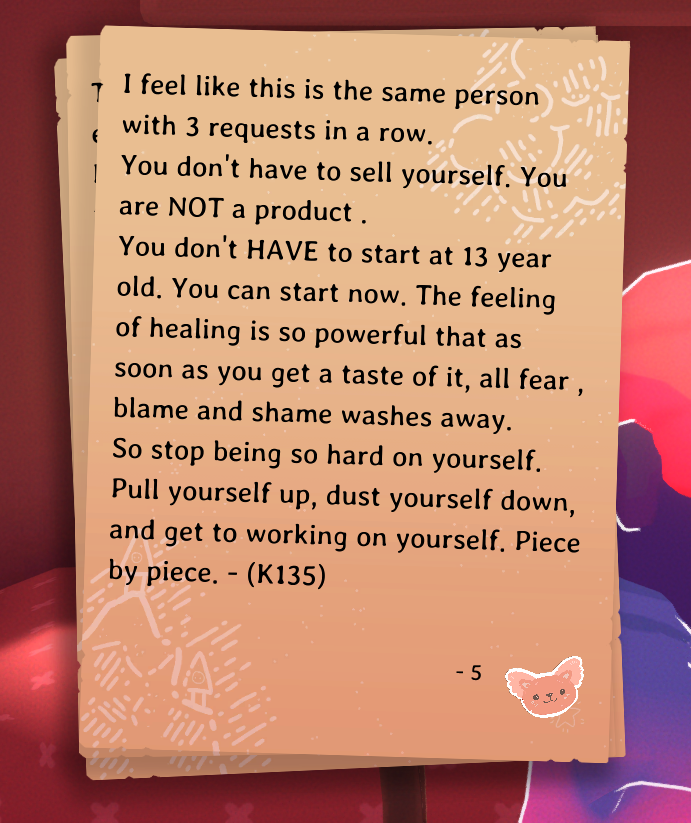 I feel like this is the same person
with 3 requests in a row.
You don't have to sell yourself. You
are NOT a product .
You don't HAVE to start at 13 year
old. You can start now. The feeling
of healing is so powerful that as
soon as you get a taste of it, all fear ,
blame and shame washes away.
So stop being so hard on yourself.
Pull yourself up, dust yourself down,
and get to working on yourself. Piece
by piece. - (K135)
- 5